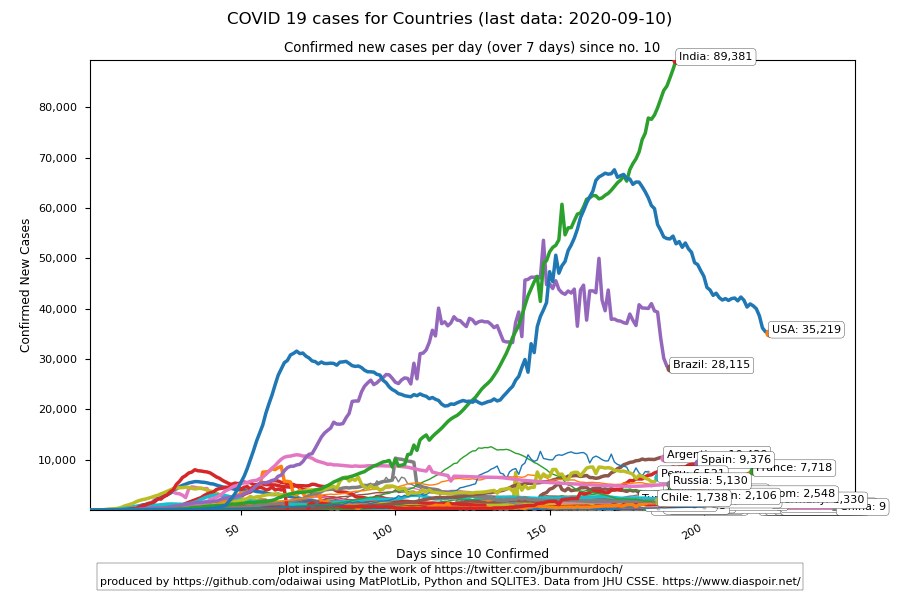 COVID 19 cases for Countries (last data: 2020-09-10)
Confirmed new cases per day (over 7 days) since no. 10
India: 89,381
80,000
70,000
60,000
50,000
40,000
30,000
20,000
10,000
Confirmed New Cases
USA: 35,219
Brazil: 28,115
Spain: 9,376
France: 7,718
Russia: 5,130
Chile: 1,738
2,106
2,548
China: 9
50
100
150
200
Days since 10 Confirmed
plot inspired by the work of https://twitter.com/jburnmurdoch/
produced by https://github.com/odaiwai using MatPlotLib, Python and SQLITE3. Data from JHU CSSE. https://www.diaspoir.net/